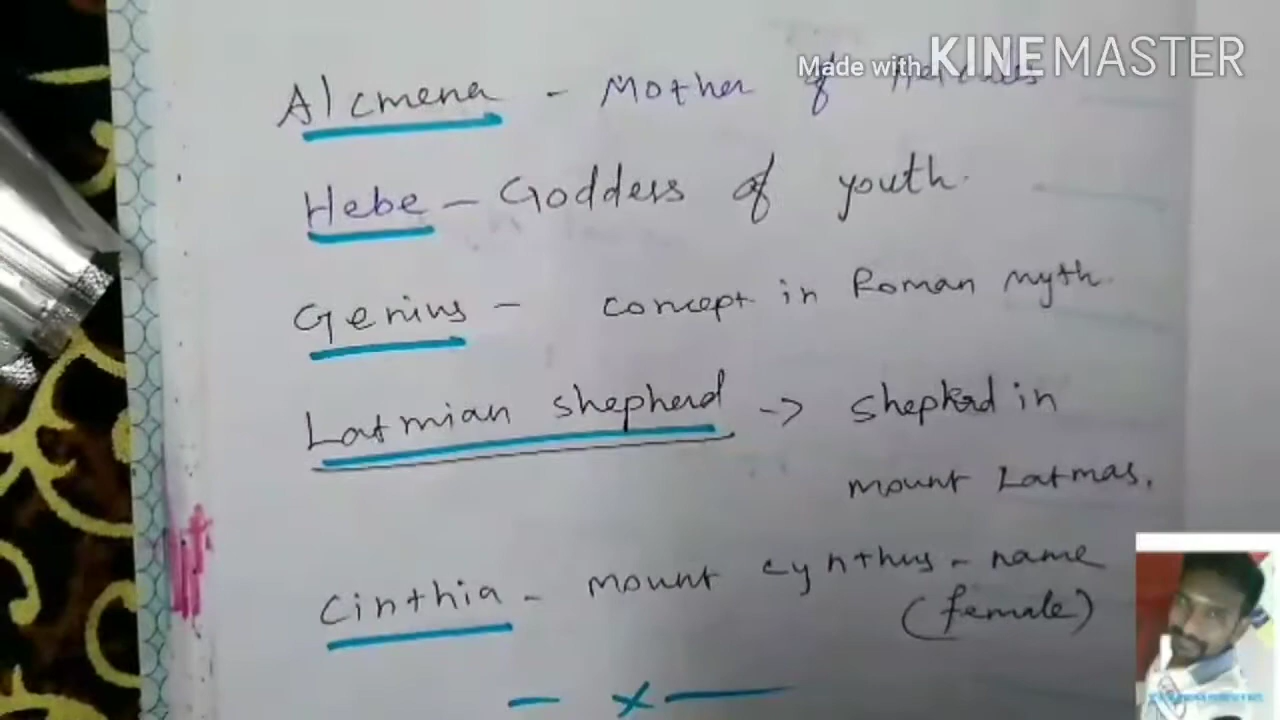 Made with KINEMASTER
Alcmena - Mother of
Hebe - Goddess of youth.
Genius - concept in Roman Myth.
Latmian shepherd -> shepherd in
mount Latmas.
Cinthia - mount cynthus - name
(female)